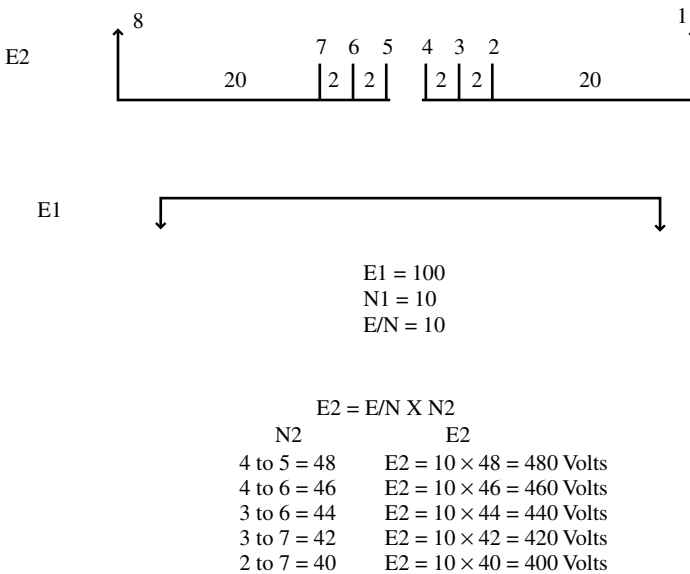 8 1
E2 7 6 5 4 3 2
20 2 2 2 2 20
E1
E1 = 100
N1 = 10
E/N = 10
E2 = E/N X N2
N2 E2
4 to 5 = 48 E2 = 10 × 48 = 480 Volts
4 to 6 = 46 E2 = 10 × 46 = 460 Volts
3 to 6 = 44 E2 = 10 × 44 = 440 Volts
3 to 7 = 42 E2 = 10 × 42 = 420 Volts
2 to 7 = 40 E2 = 10 × 40 = 400 Volts